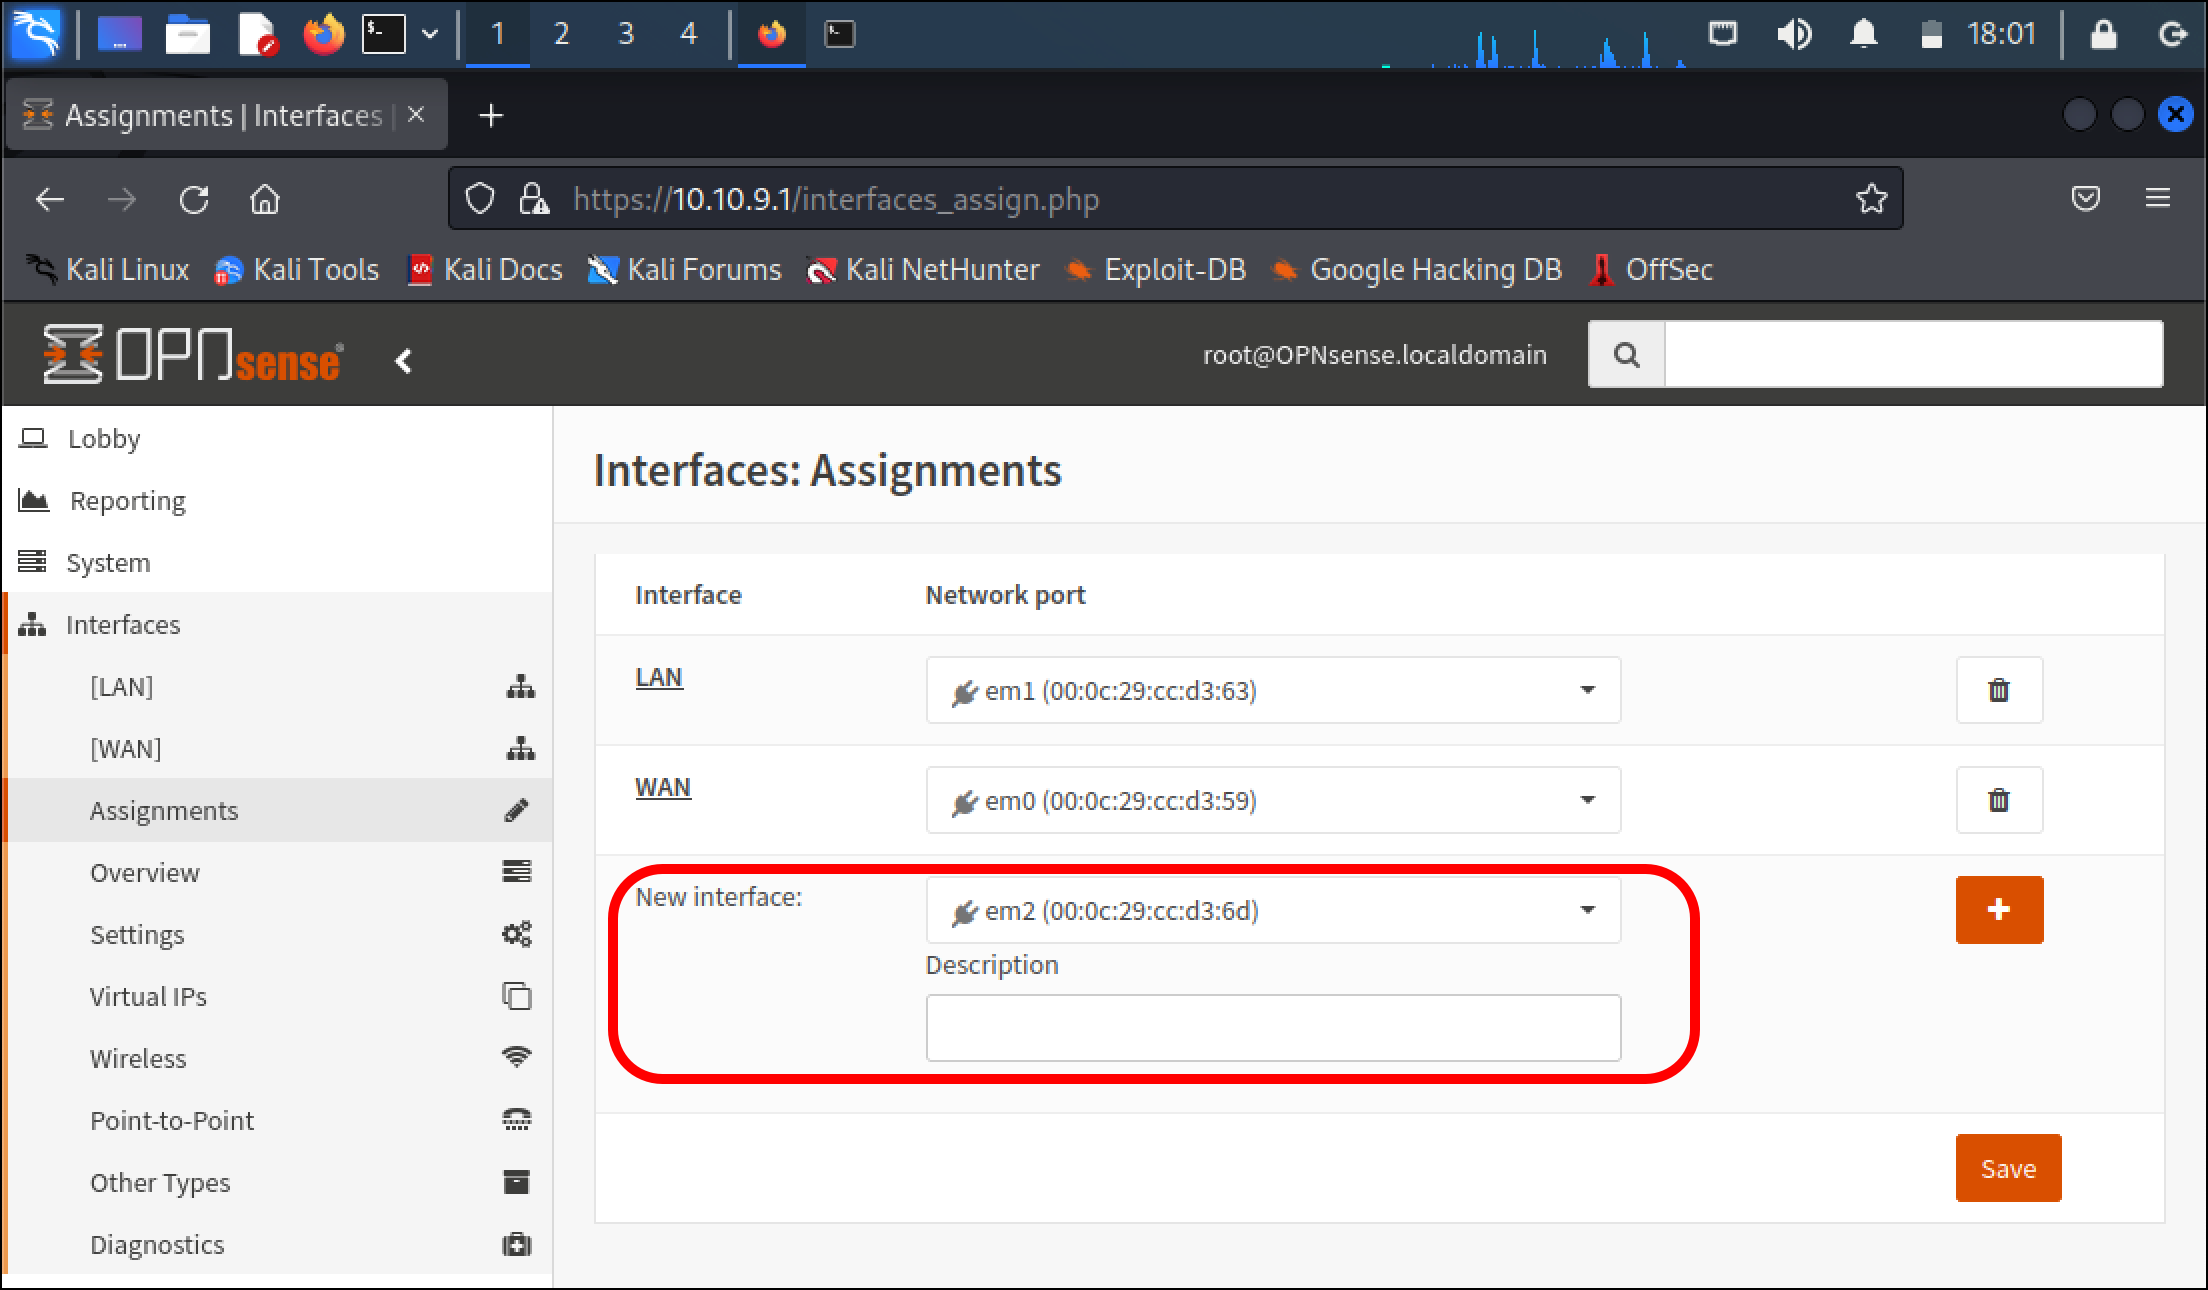 1 2 3 4 18:01
Assignments | Interfaces |
https://10.10.9.1/interfaces_assign.php
Kali Linux Kali Tools Kali Docs Kali Forums Kali NetHunter Exploit-DB Google Hacking DB OffSec
OPNsense® root@OPNsense.localdomain
Lobby
Reporting
System
Interfaces
[LAN]
[WAN]
Assignments
Overview
Settings
Virtual IPs
Wireless
Point-to-Point
Other Types
Diagnostics
Interfaces: Assignments
Interface Network port
LAN em1 (00:0c:29:cc:d3:63)
WAN em0 (00:0c:29:cc:d3:59)
New interface: em2 (00:0c:29:cc:d3:6d)
Description
Save